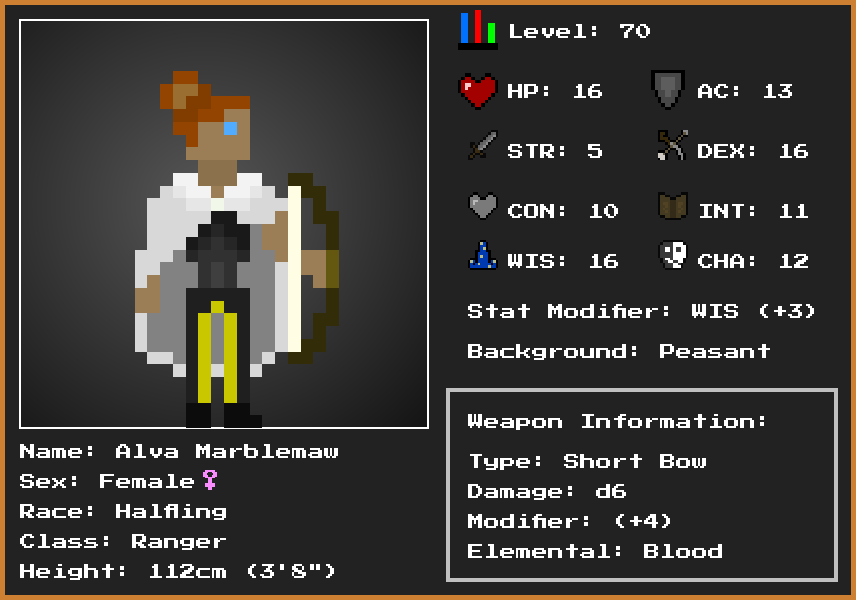 Level: 70
HP: 16
AC: 13
STR: 5
DEX: 16
CON: 10
INT: 11
WIS: 16
CHA: 12
Stat Modifier: WIS (+3)
Background: Peasant
Weapon Information:
Type: Short Bow
Damage: d6
Modifier: (+4)
Elemental: Blood
Name: Alva Marblemaw
Sex: Female♀
Race: Halfling
Class: Ranger
Height: 112cm (3'8")